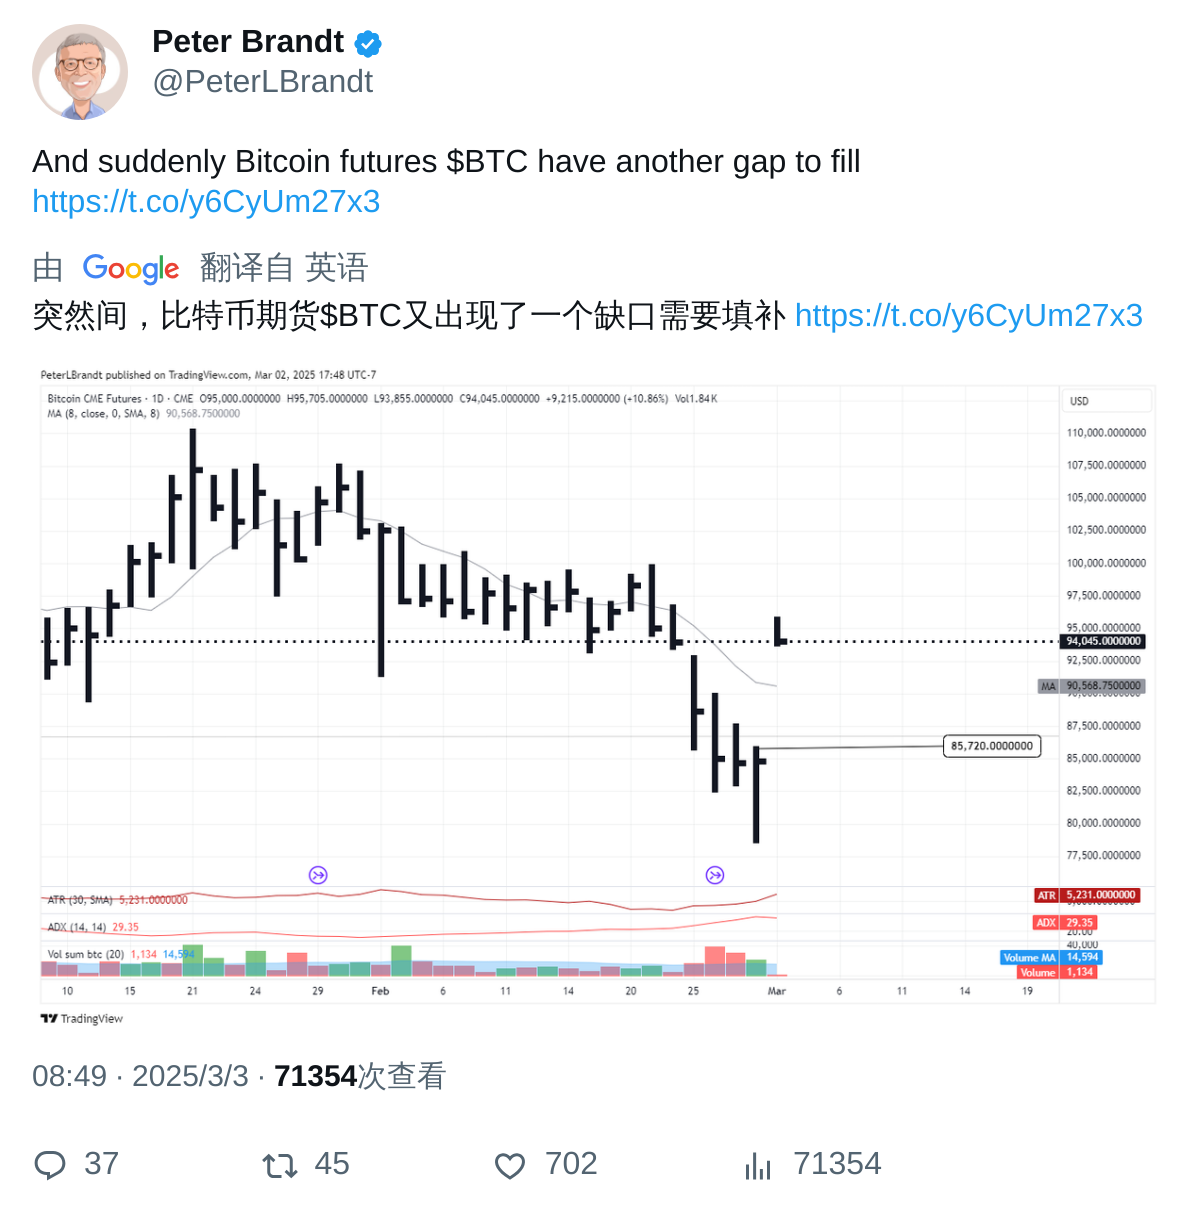 Peter Brandt
@PeterLBrandt
And suddenly Bitcoin futures $BTC have another gap to fill
https://t.co/y6CyUm27x3
由 Google 翻译自 英语
突然间，比特币期货$BTC又出现了一个缺口需要填补 https://t.co/y6CyUm27x3
PeterLBrandt published on TradingView.com, Mar 02, 2025 17:48 UTC-7
Bitcoin CME Futures · 1D · CME O95,000.0000000 H95,705.0000000 L93,855.0000000 C94,045.0000000 +9,215.0000000 (+10.86%) Vol1.84K
MA (8, close, 0, SMA, 8) 90,568.7500000
USD
110,000.0000000
107,500.0000000
105,000.0000000
102,500.0000000
100,000.0000000
97,500.0000000
95,000.0000000
94,045.0000000
92,500.0000000
MA 90,568.7500000
87,500.0000000
85,720.0000000
85,000.0000000
82,500.0000000
80,000.0000000
77,500.0000000
ATR (30, SMA) 5,231.0000000
ATR 5,231.0000000
ADX (14, 14) 29.35
ADX 29.35
20.00
40,000
Vol sum btc (20) 1,134 14,594
Volume MA 14,594
Volume 1,134
10 15 21 24 29 Feb 6 11 14 20 25 Mar 6 11 14 19
TradingView
08:49 · 2025/3/3 · 71354次查看
37 45 702 71354